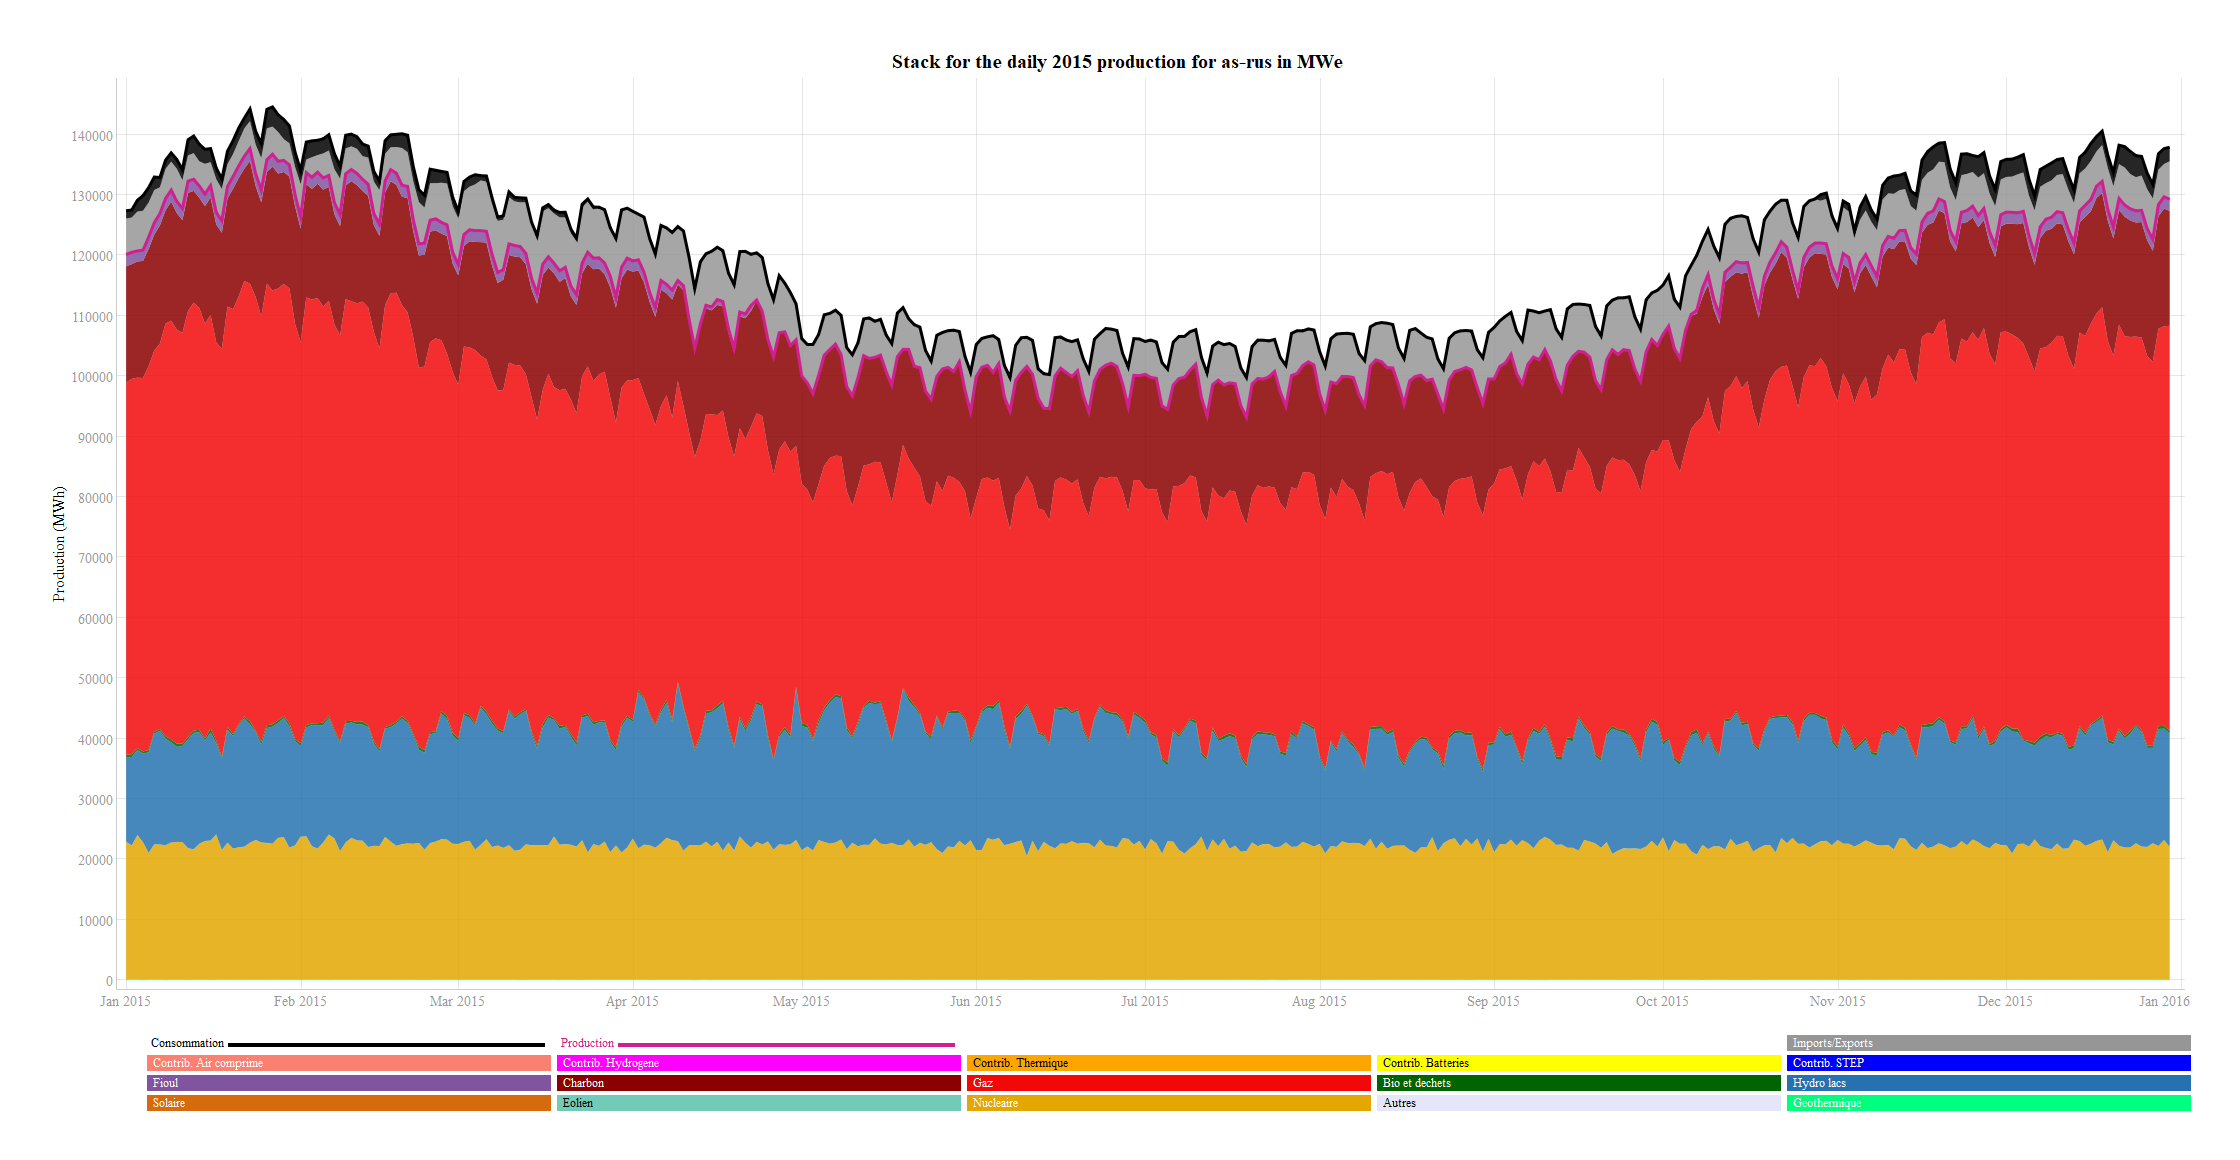 Stack for the daily 2015 production for as-rus in MWe
Production (MWh)
140000
130000
120000
110000
100000
90000
80000
70000
60000
50000
40000
30000
20000
10000
0
Jan 2015 Feb 2015 Mar 2015 Apr 2015 May 2015 Jun 2015 Jul 2015 Aug 2015 Sep 2015 Oct 2015 Nov 2015 Dec 2015 Jan 2016
Consommation Production Imports/Exports
Contrib. Air comprime Contrib. Hydrogene Contrib. Thermique Contrib. Batteries Contrib. STEP
Fioul Charbon Gaz Bio et dechets Hydro lacs
Solaire Eolien Nucleaire Autres Geothermique